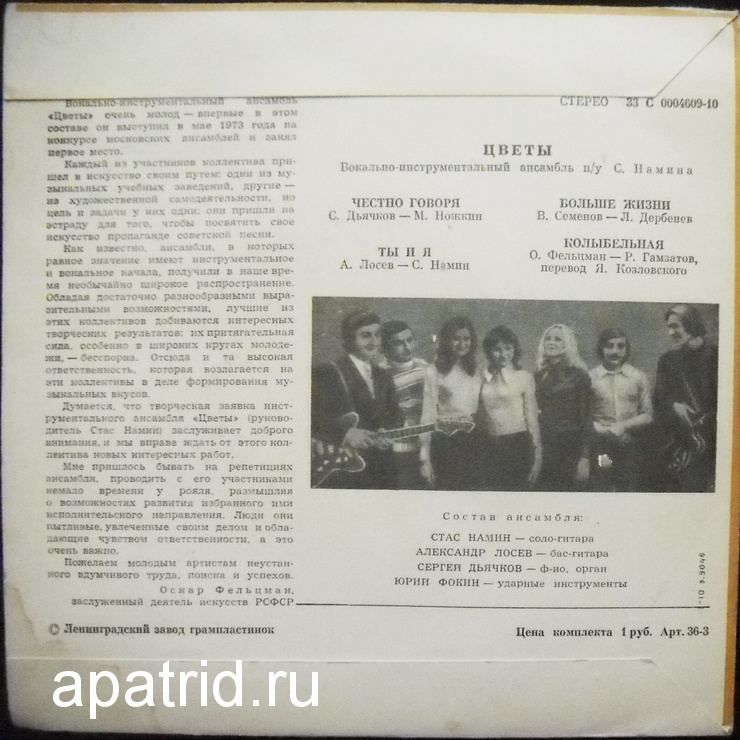 Вокально-инструментальный ансамбль
«Цветы» очень молод — впервые в этом
составе он выступил в мае 1973 года на
конкурсе московских ансамблей и занял
первое место.
Каждый из участников коллектива при-
шел в искусство своим путем: одни из му-
зыкальных учебных заведений, другие —
из художественной самодеятельности, но
цель и задачи у них одни: они пришли на
эстраду для того, чтобы посвятить свое
искусство пропаганде советской песни.
Как известно, ансамбли, в которых
равное значение имеют инструментальное
и вокальное начала, получили в наше вре-
мя необычайно широкое распространение.
Обладая достаточно разнообразными выра-
зительными возможностями, лучшие из
этих коллективов добиваются интересных
творческих результатов: их притягательная
сила, особенно в широких кругах молоде-
жи, — бесспорна. Отсюда и та высокая
ответственность, которая возлагается на
эти коллективы в деле формирования му-
зыкальных вкусов.
Думается, что творческая заявка инст-
рументального ансамбля «Цветы» (руково-
дитель Стас Намин) заслуживает доброго
внимания, и мы вправе ждать от этого кол-
лектива новых интересных работ.
Мне пришлось бывать на репетициях
ансамбля, проводить с его участниками
немало времени у рояля, размышляя
о возможностях развития избранного ими
исполнительского направления. Люди они
пытливые, увлеченные своим делом и обла-
дающие чувством ответственности, а это
очень важно.
Пожелаем молодым артистам неустан-
ного вдумчивого труда, поиска и успехов.
Оскар Фельцман,
заслуженный деятель искусств РСФСР
СТЕРЕО 33 С 0004609-10
ЦВЕТЫ
Вокально-инструментальный ансамбль п/у С. Намина
ЧЕСТНО ГОВОРЯ
С. Дьячков — М. Ножкин
ТЫ И Я
А. Лосев — С. Намин
БОЛЬШЕ ЖИЗНИ
В. Семенов — Л. Дербенев
КОЛЫБЕЛЬНАЯ
О. Фельцман — Р. Гамзатов,
перевод Я. Козловского
Состав ансамбля:
СТАС НАМИН — соло-гитара
АЛЕКСАНДР ЛОСЕВ — бас-гитара
СЕРГЕЙ ДЬЯЧКОВ — ф-но, орган
ЮРИЙ ФОКИН — ударные инструменты
© Ленинградский завод грампластинок
Цена комплекта 1 руб. Арт. 36-3
apatrid.ru